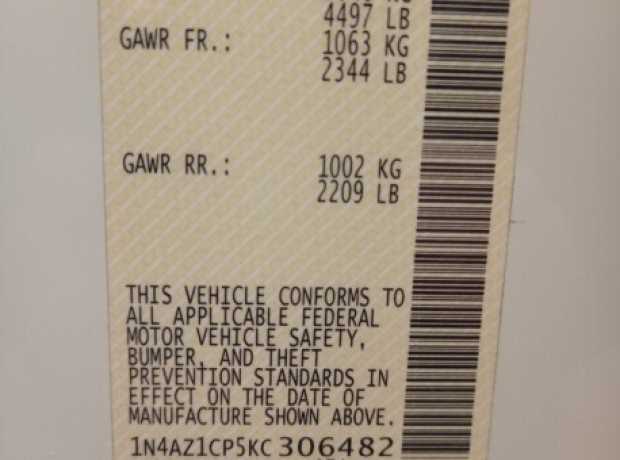 4497 LB
GAWR FR.: 1063 KG
2344 LB
GAWR RR.: 1002 KG
2209 LB
THIS VEHICLE CONFORMS TO
ALL APPLICABLE FEDERAL
MOTOR VEHICLE SAFETY,
BUMPER, AND THEFT
PREVENTION STANDARDS IN
EFFECT ON THE DATE OF
MANUFACTURE SHOWN ABOVE.
1N4AZ1CP5KC 306482